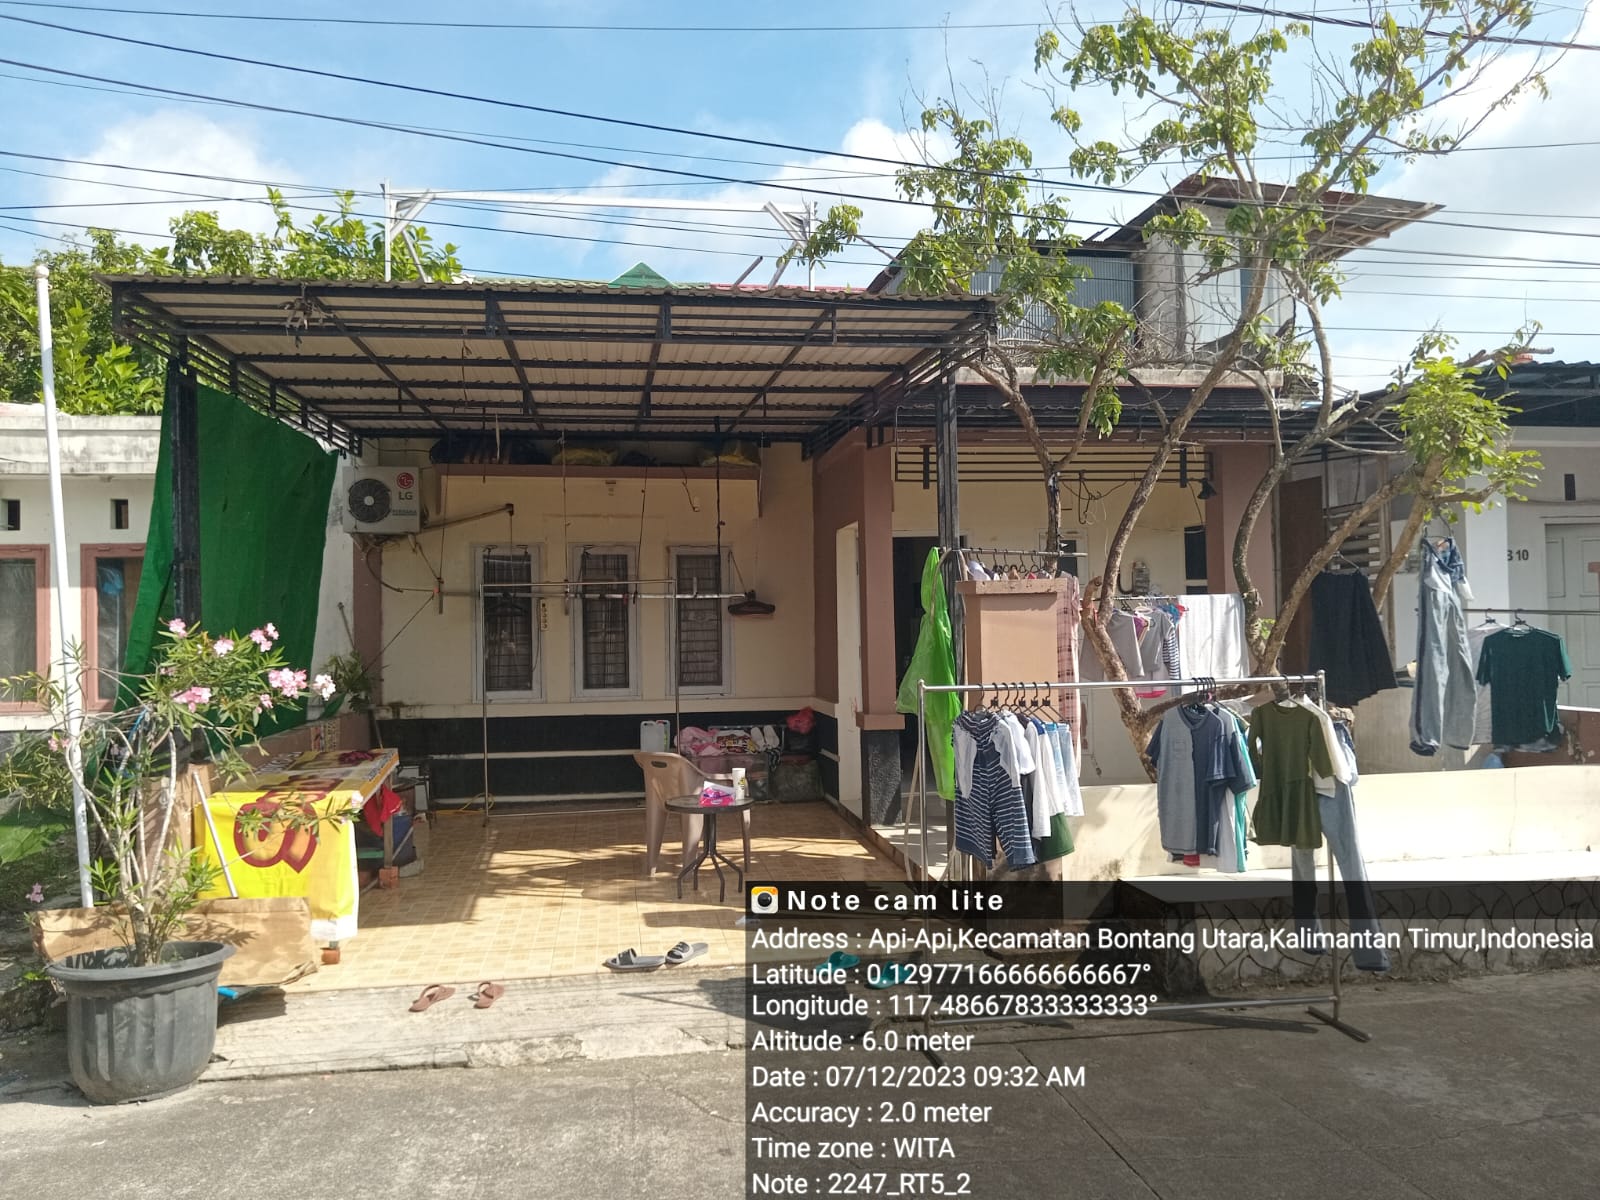 LG
B 10
Note cam lite
Address : Api-Api,Kecamatan Bontang Utara,Kalimantan Timur,Indonesia
Latitude : 0.12977166666666667°
Longitude : 117.48667833333333°
Altitude : 6.0 meter
Date : 07/12/2023 09:32 AM
Accuracy : 2.0 meter
Time zone : WITA
Note : 2247_RT5_2